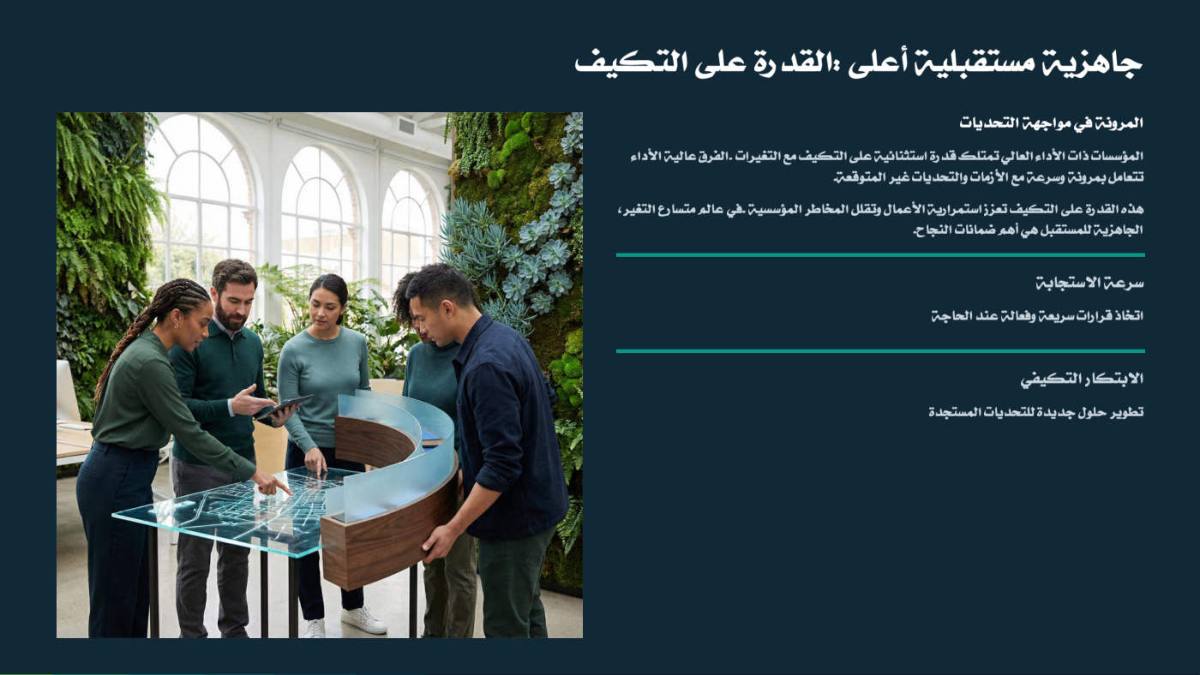 جاهزية مستقبلية أعلى :القدرة على التكيف
المرونة في مواجهة التحديات
المؤسسات ذات الأداء العالي تمتلك قدرة استثنائية على التكيف مع التغيرات .الفرق عالية الأداء
تتعامل بمرونة وسرعة مع الأزمات والتحديات غير المتوقعة.
هذه القدرة على التكيف تعزز استمرارية الأعمال وتقلل المخاطر المؤسسية .في عالم متسارع التغير،
الجاهزية للمستقبل هي أهم ضمانات النجاح.
سرعة الاستجابة
اتخاذ قرارات سريعة وفعالة عند الحاجة
الابتكار التكيفي
تطوير حلول جديدة للتحديات المستجدة